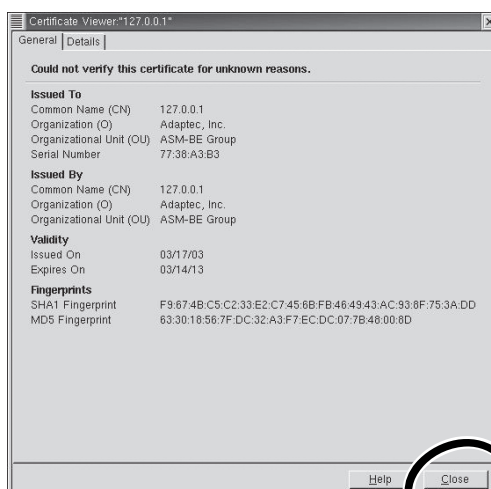 Certificate Viewer:"127.0.0.1"
General Details
Could not verify this certificate for unknown reasons.
Issued To
Common Name (CN) 127.0.0.1
Organization (O) Adaptec, Inc.
Organizational Unit (OU) ASM-BE Group
Serial Number 77:38:A3:B3
Issued By
Common Name (CN) 127.0.0.1
Organization (O) Adaptec, Inc.
Organizational Unit (OU) ASM-BE Group
Validity
Issued On 03/17/03
Expires On 03/14/13
Fingerprints
SHA1 Fingerprint F9:67:4B:C5:C2:33:E2:C7:45:6B:FB:46:49:43:AC:93:8F:75:3A:DD
MD5 Fingerprint 63:30:18:56:7F:DC:32:A3:F7:EC:DC:07:7B:48:00:8D
Help Close